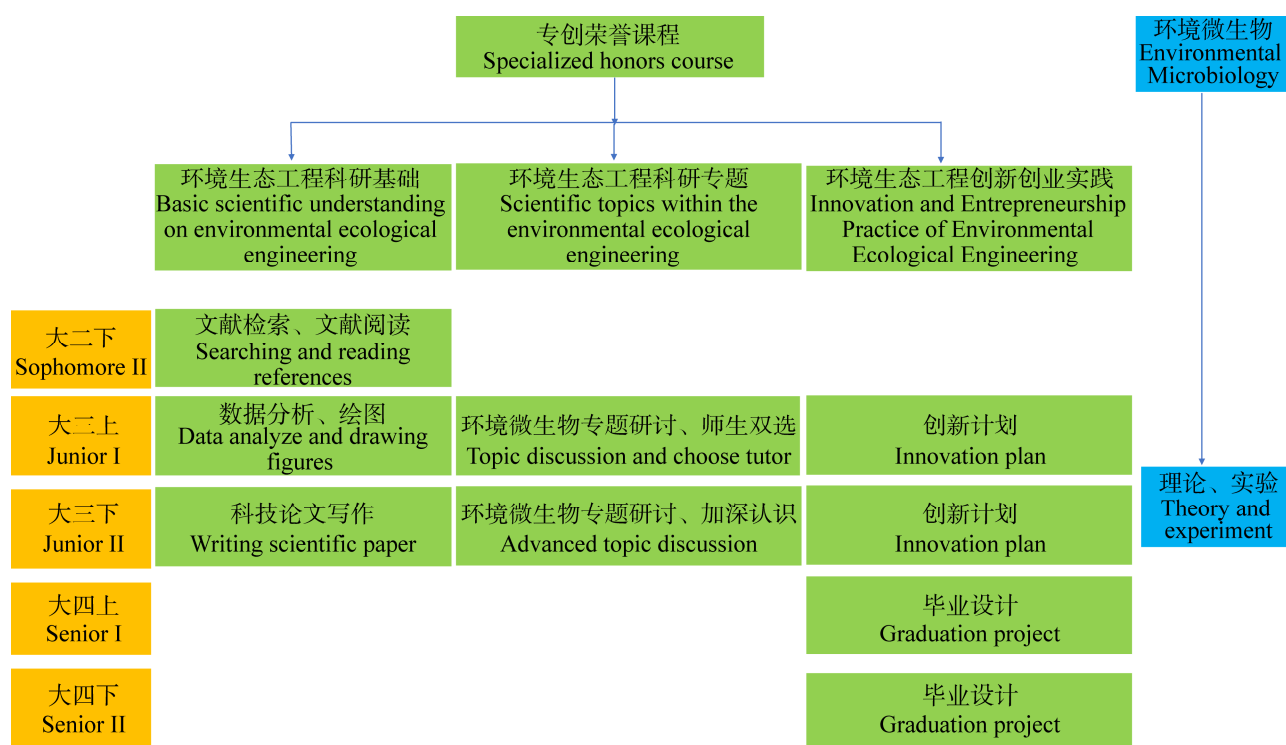 专创荣誉课程
Specialized honors course
环境微生物
Environmental
Microbiology
环境生态工程科研基础
Basic scientific understanding
on environmental ecological
engineering
环境生态工程科研专题
Scientific topics within the
environmental ecological
engineering
环境生态工程创新创业实践
Innovation and Entrepreneurship
Practice of Environmental
Ecological Engineering
大二下
Sophomore II
文献检索、文献阅读
Searching and reading
references
大三上
Junior I
数据分析、绘图
Data analyze and drawing
figures
环境微生物专题研讨、师生双选
Topic discussion and choose tutor
创新计划
Innovation plan
大三下
Junior II
科技论文写作
Writing scientific paper
环境微生物专题研讨、加深认识
Advanced topic discussion
创新计划
Innovation plan
理论、实验
Theory and
experiment
大四上
Senior I
毕业设计
Graduation project
大四下
Senior II
毕业设计
Graduation project